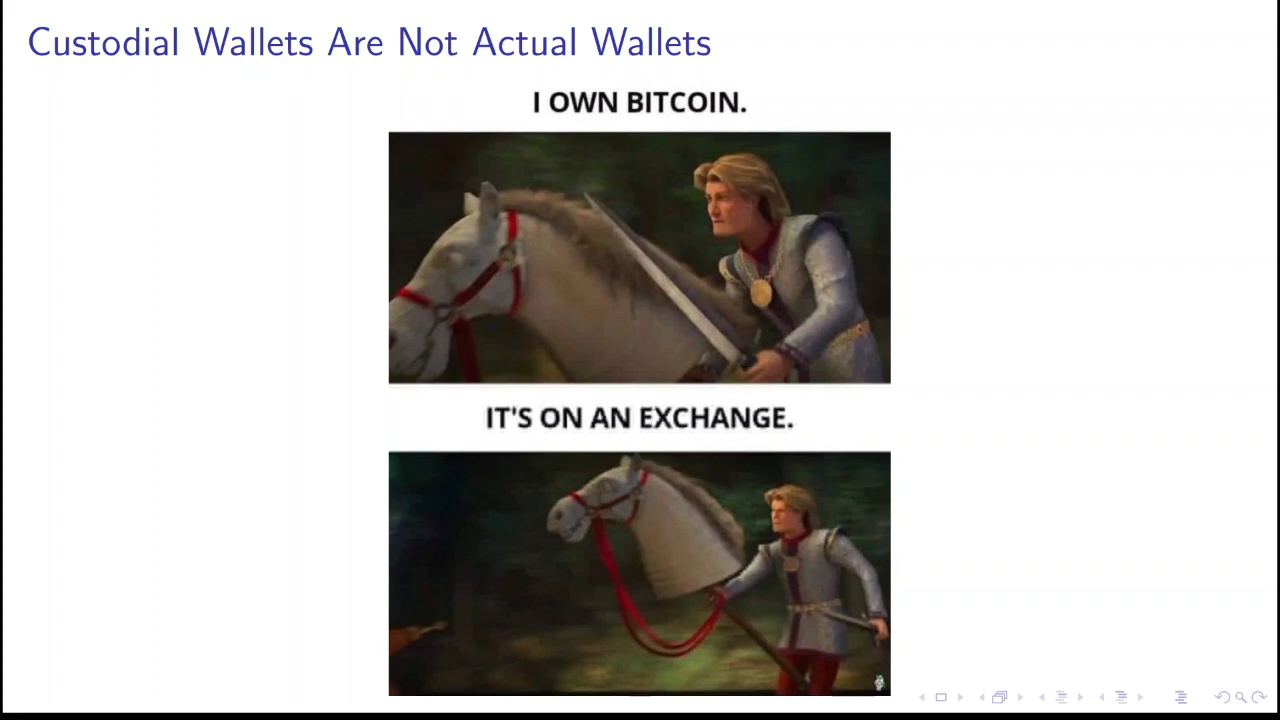 Custodial Wallets Are Not Actual Wallets
I OWN BITCOIN.
IT'S ON AN EXCHANGE.